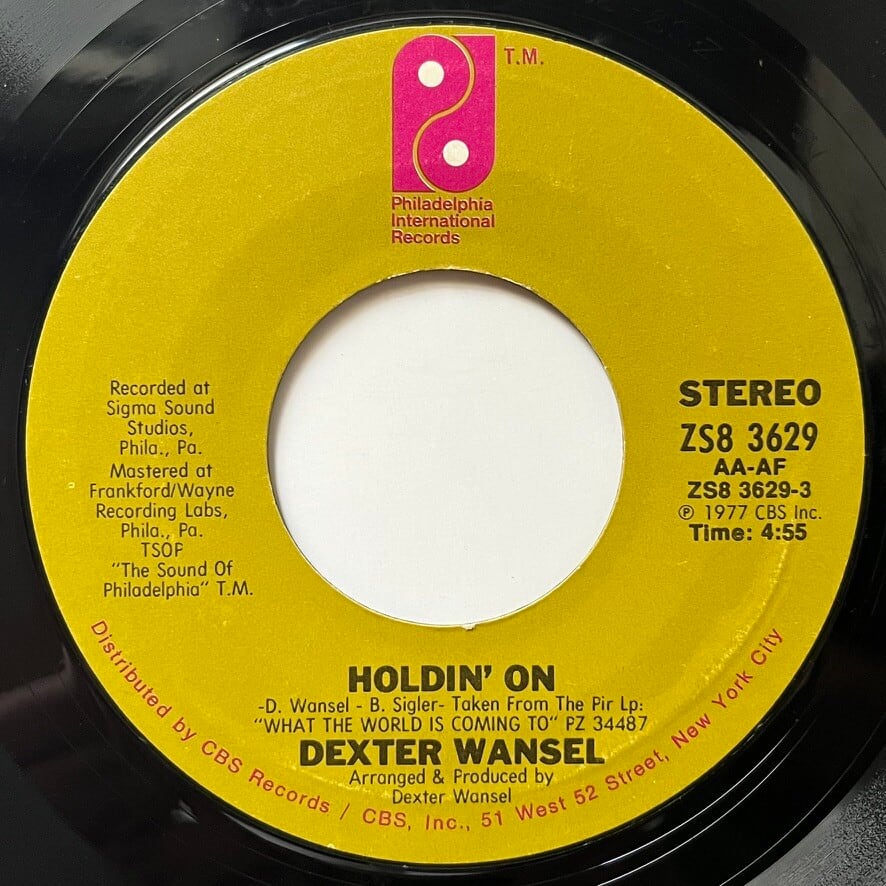 T.M.
Philadelphia
International
Records
Recorded at
Sigma Sound
Studios,
Phila., Pa.
Mastered at
Frankford/Wayne
Recording Labs,
Phila., Pa.
TSOP
"The Sound Of
Philadelphia" T.M.
STEREO
ZS8 3629
AA-AF
ZS8 3629-3
℗ 1977 CBS Inc.
Time: 4:55
HOLDIN' ON
-D. Wansel - B. Sigler- Taken From The Pir Lp:
"WHAT THE WORLD IS COMING TO" PZ 34487
DEXTER WANSEL
Arranged & Produced by
Dexter Wansel
Distributed by CBS Records / CBS, Inc., 51 West 52 Street, New York City